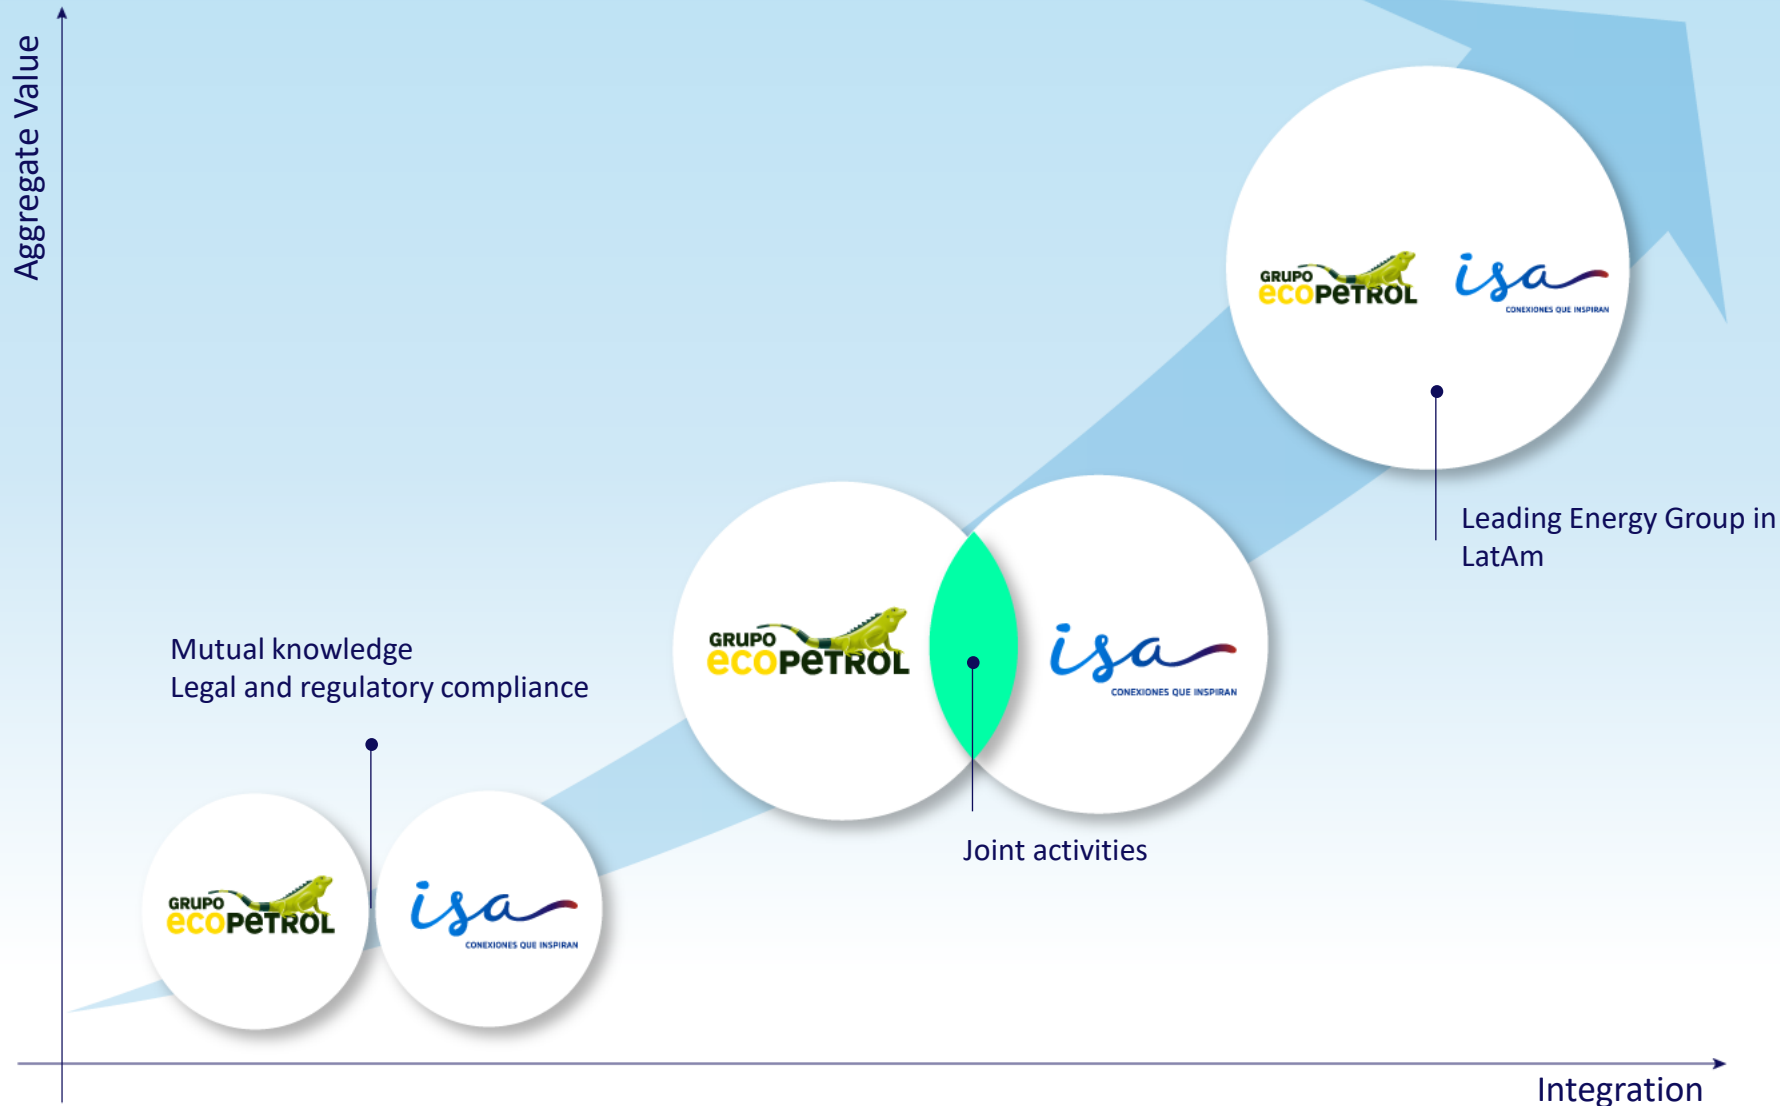 Aggregate Value
GRUPO
ecopetrol
isa
CONEXIONES QUE INSPIRAN
Leading Energy Group in
LatAm
Mutual knowledge
Legal and regulatory compliance
GRUPO
ecopetrol
isa
CONEXIONES QUE INSPIRAN
Joint activities
GRUPO
ecopetrol
isa
CONEXIONES QUE INSPIRAN
Integration